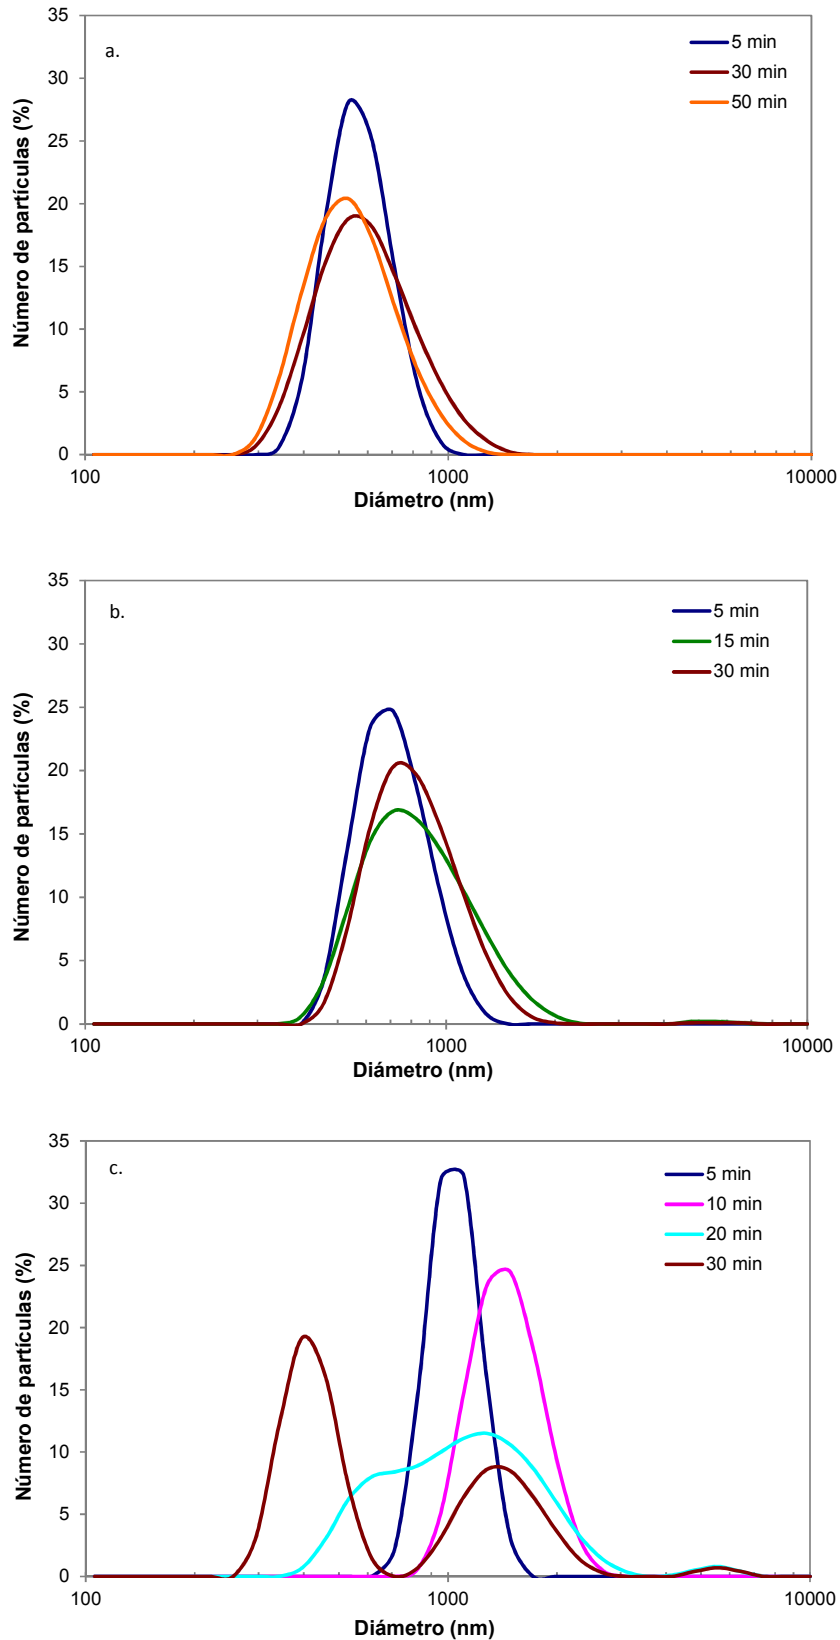 a.
35
30
25
20
15
10
5
0
Número de partículas (%)
5 min
30 min
50 min
100
1000
10000
Diámetro (nm)
b.
35
30
25
20
15
10
5
0
Número de partículas (%)
5 min
15 min
30 min
100
1000
10000
Diámetro (nm)
c.
35
30
25
20
15
10
5
0
Número de partículas (%)
5 min
10 min
20 min
30 min
100
1000
10000
Diámetro (nm)